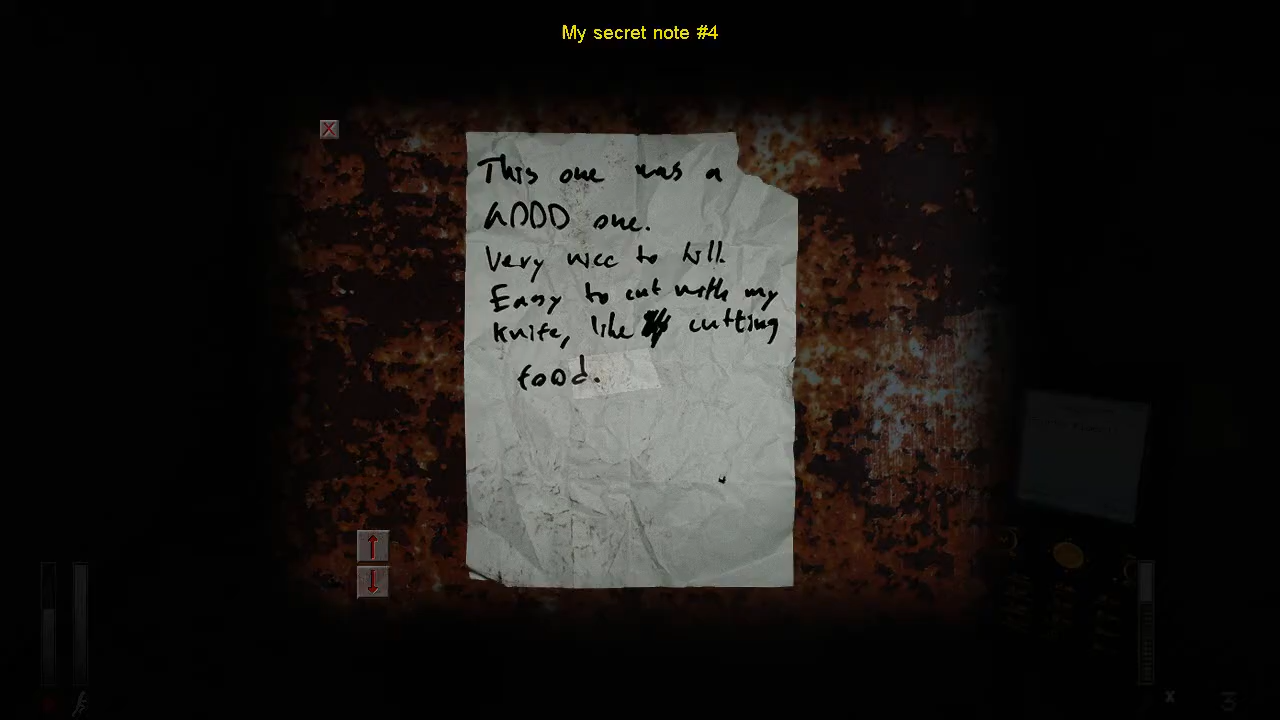 My secret note #4
This one was a
GOOD one.
Very nice to kill.
Easy to cut with my
knife, like cutting
food.